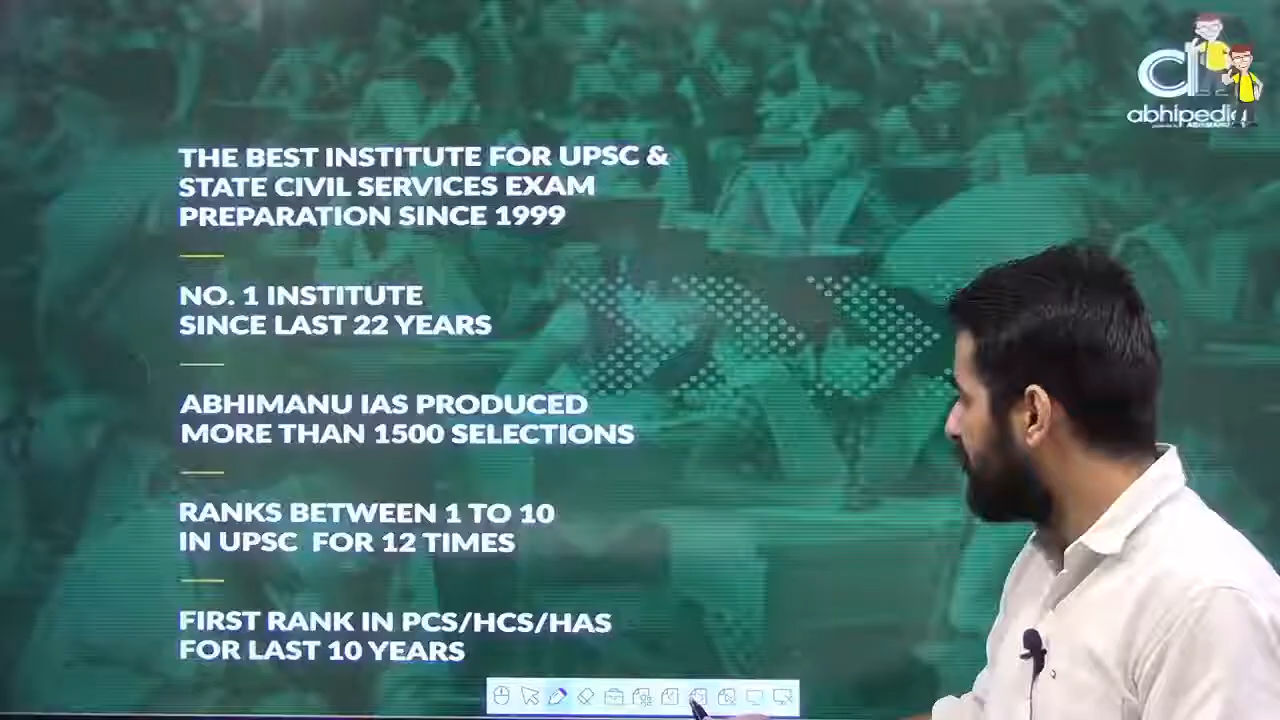 abhipedia
THE BEST INSTITUTE FOR UPSC &
STATE CIVIL SERVICES EXAM
PREPARATION SINCE 1999
NO. 1 INSTITUTE
SINCE LAST 22 YEARS
ABHIMANU IAS PRODUCED
MORE THAN 1500 SELECTIONS
RANKS BETWEEN 1 TO 10
IN UPSC FOR 12 TIMES
FIRST RANK IN PCS/HCS/HAS
FOR LAST 10 YEARS